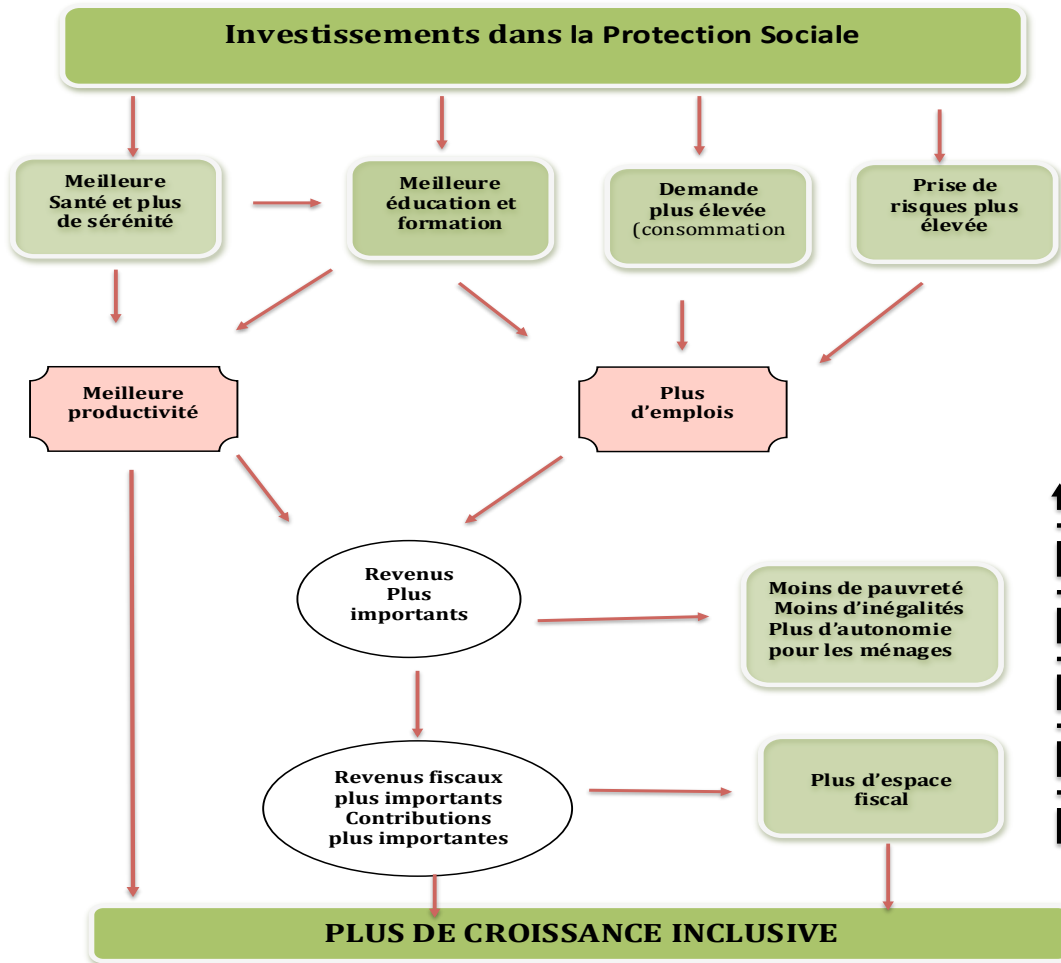 Investissements dans la Protection Sociale
Meilleure
Santé et plus
de sérénité
Meilleure
éducation et
formation
Demande
plus élevée
(consommation
Prise de
risques plus
élevée
Meilleure
productivité
Plus
d'emplois
Revenus
Plus
importants
Moins de pauvreté
Moins d'inégalités
Plus d'autonomie
pour les ménages
Revenus fiscaux
plus importants
Contributions
plus importantes
Plus d'espace
fiscal
PLUS DE CROISSANCE INCLUSIVE